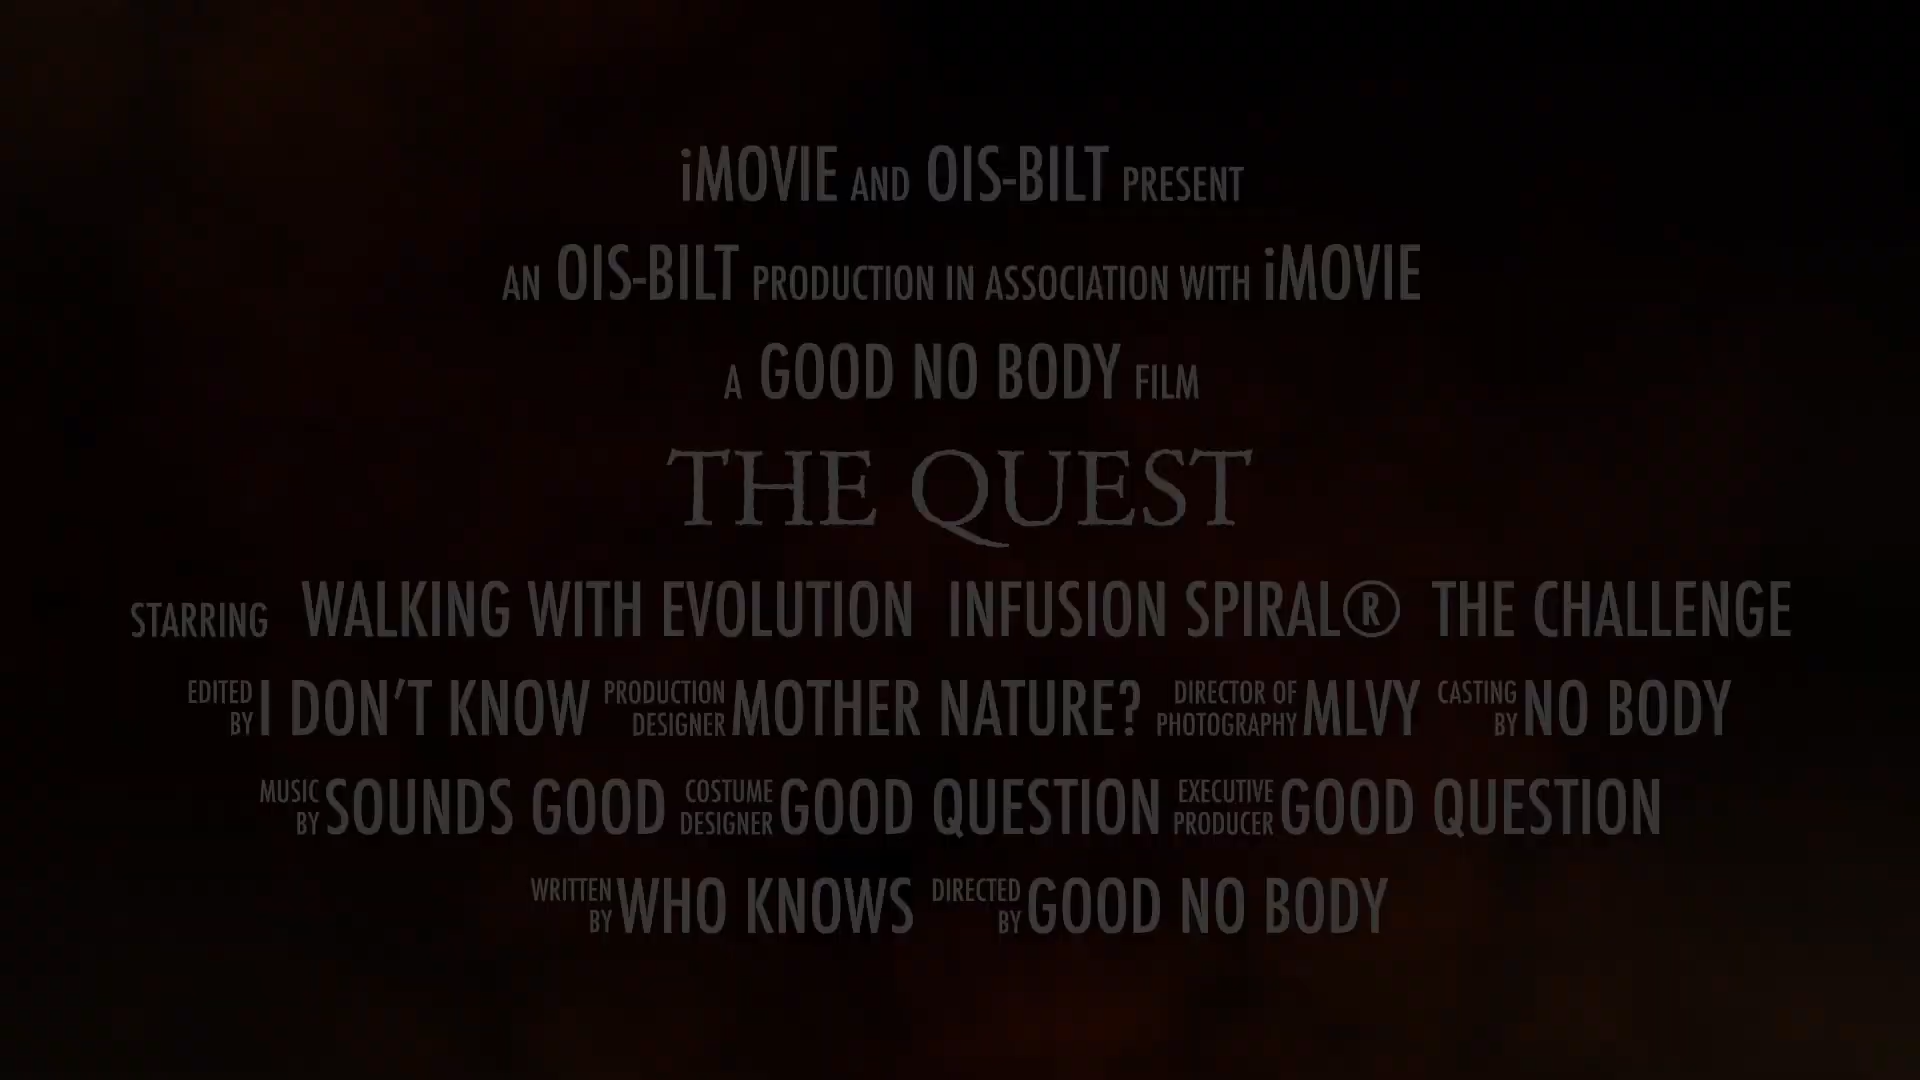 iMOVIE AND OIS-BILT PRESENT
AN OIS-BILT PRODUCTION IN ASSOCIATION WITH iMOVIE
A GOOD NO BODY FILM
THE QUEST
STARRING WALKING WITH EVOLUTION INFUSION SPIRAL® THE CHALLENGE
EDITED BY I DON'T KNOW PRODUCTION DESIGNER MOTHER NATURE? DIRECTOR OF PHOTOGRAPHY MLVY CASTING BY NO BODY
MUSIC BY SOUNDS GOOD COSTUME DESIGNER GOOD QUESTION EXECUTIVE PRODUCER GOOD QUESTION
WRITTEN BY WHO KNOWS DIRECTED BY GOOD NO BODY